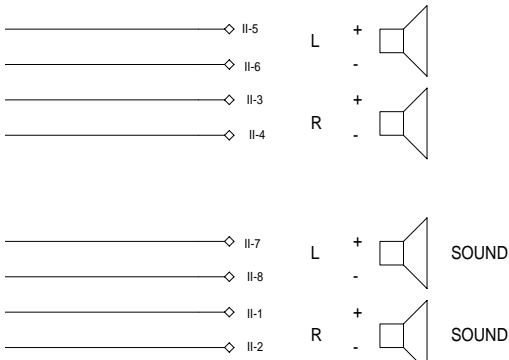 II-5
L +
II-6 -
II-3 +
R
II-4 -
II-7 +
L SOUND
II-8 -
II-1 +
R SOUND
II-2 -